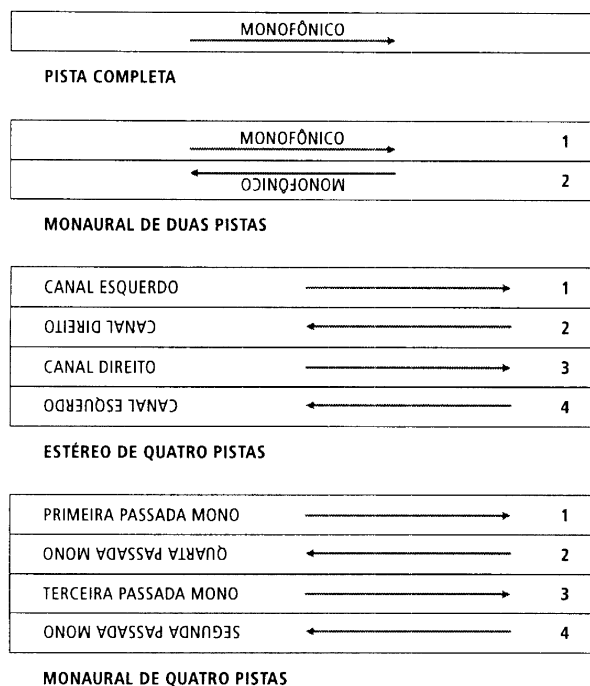 MONOFÔNICO
PISTA COMPLETA
MONOFÔNICO 1
MONOFÔNICO 2
MONAURAL DE DUAS PISTAS
CANAL ESQUERDO 1
CANAL DIREITO 2
CANAL DIREITO 3
CANAL ESQUERDO 4
ESTÉREO DE QUATRO PISTAS
PRIMEIRA PASSADA MONO 1
QUARTA PASSADA MONO 2
TERCEIRA PASSADA MONO 3
SEGUNDA PASSADA MONO 4
MONAURAL DE QUATRO PISTAS